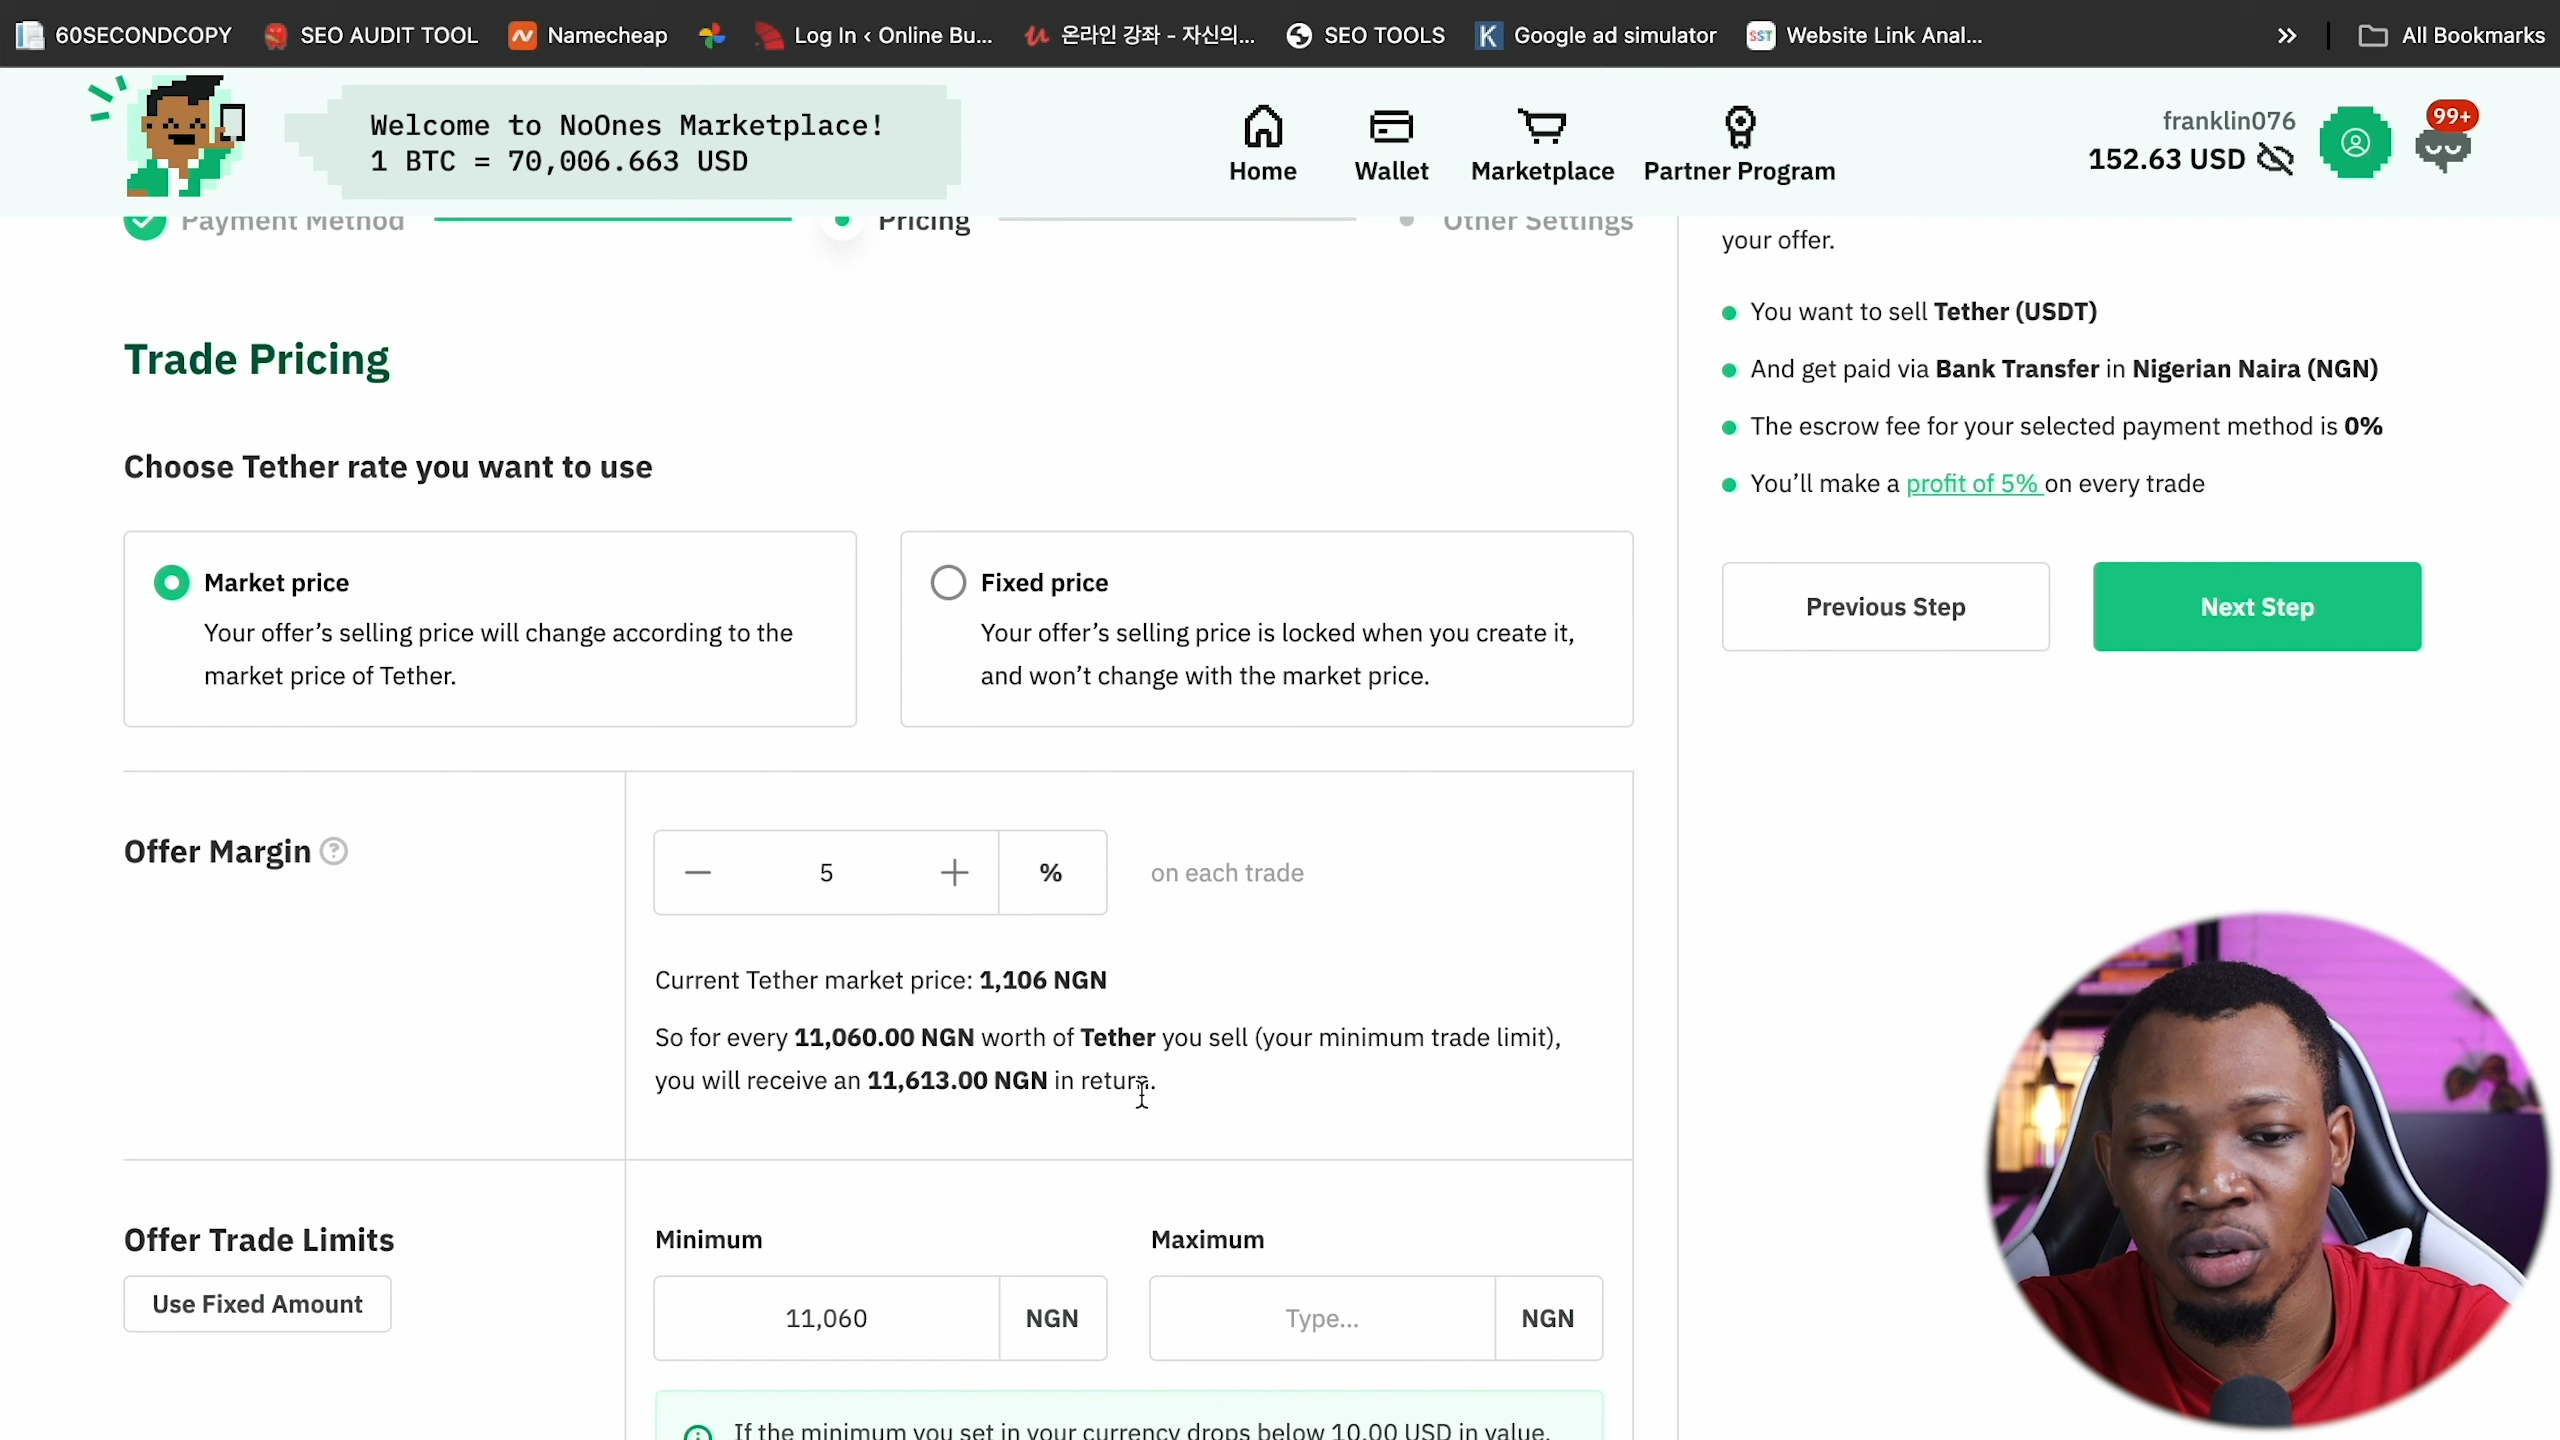 60SECONDCOPY SEO AUDIT TOOL Namecheap Log In ‹ Online Bu... 온라인 강좌 - 자신의... SEO TOOLS Google ad simulator SST Website Link Anal... » All Bookmarks
Welcome to NoOnes Marketplace!
1 BTC = 70,006.663 USD
Home Wallet Marketplace Partner Program
franklin076
152.63 USD
99+
Payment Method Pricing Other Settings
Trade Pricing
Choose Tether rate you want to use
Market price
Your offer’s selling price will change according to the
market price of Tether.
Fixed price
Your offer’s selling price is locked when you create it,
and won’t change with the market price.
Offer Margin ?
— 5 + % on each trade
Current Tether market price: 1,106 NGN
So for every 11,060.00 NGN worth of Tether you sell (your minimum trade limit),
you will receive an 11,613.00 NGN in return.
Offer Trade Limits
Use Fixed Amount
Minimum
11,060 NGN
Maximum
Type... NGN
If the minimum you set in your currency drops below 10.00 USD in value,
your offer.
You want to sell Tether (USDT)
And get paid via Bank Transfer in Nigerian Naira (NGN)
The escrow fee for your selected payment method is 0%
You’ll make a profit of 5% on every trade
Previous Step
Next Step